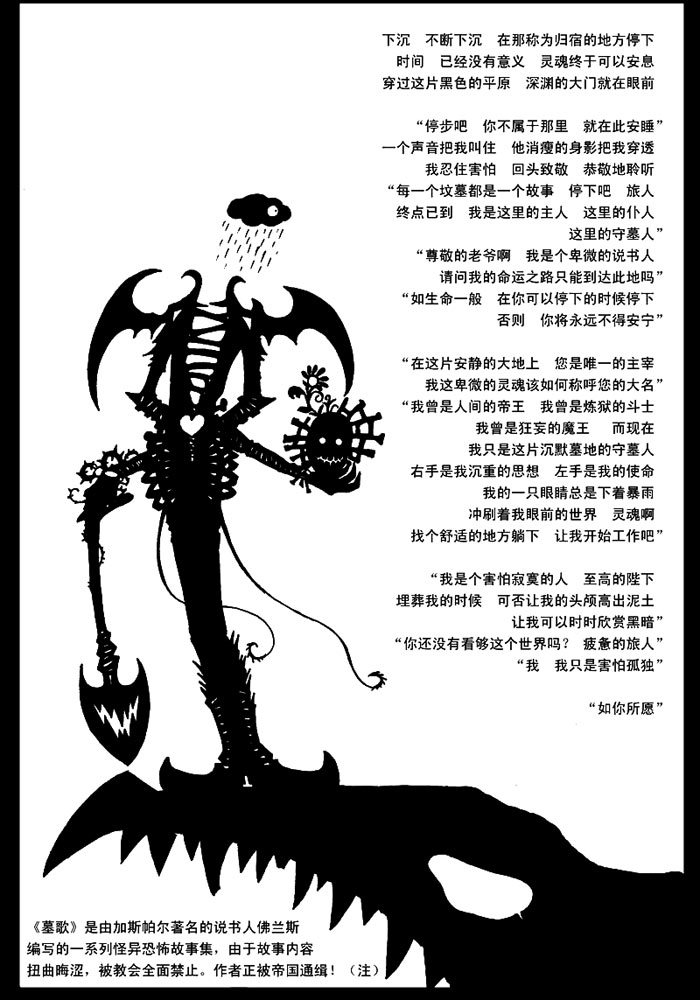 下沉　不断下沉　在那称为归宿的地方停下
时间　已经没有意义　灵魂终于可以安息
穿过这片黑色的平原　深渊的大门就在眼前
“停步吧　你不属于那里　就在此安睡”
一个声音把我叫住　他消瘦的身影把我穿透
我忍住害怕　回头致敬　恭敬地聆听
“每一个坟墓都是一个故事　停下吧　旅人
终点已到　我是这里的主人　这里的仆人
这里的守墓人”
“尊敬的老爷啊　我是个卑微的说书人
请问我的命运之路只能到达此地吗”
“如生命一般　在你可以停下的时候停下
否则　你将永远不得安宁”
“在这片安静的大地上　您是唯一的主宰
我这卑微的灵魂该如何称呼您的大名”
“我曾是人间的帝王　我曾是炼狱的斗士
我曾是狂妄的魔王　而现在
我只是这片沉默墓地的守墓人
右手是我沉重的思想　左手是我的使命
我的一只眼睛总是下着暴雨
冲刷着我眼前的世界　灵魂啊
找个舒适的地方躺下　让我开始工作吧”
“我是个害怕寂寞的人　至高的陛下
埋葬我的时候　可否让我的头颅高出泥土
让我可以时时欣赏黑暗”
“你还没有看够这个世界吗？ 疲惫的旅人”
“我　我只是害怕孤独”
“如你所愿”
《墓歌》是由加斯帕尔著名的说书人佛兰斯
编写的一系列怪异恐怖故事集，由于故事内容
扭曲晦涩，被教会全面禁止。作者正被帝国通缉！（注）